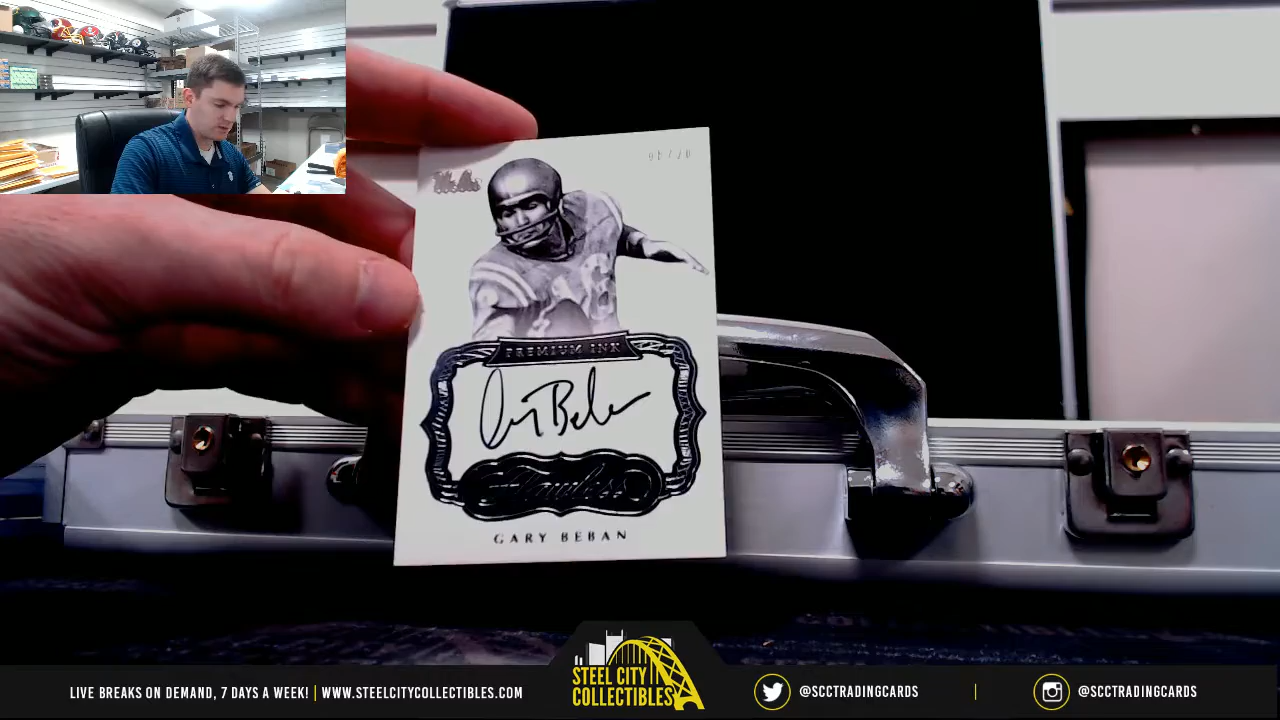 PREMIUM INK
Flawless
GARY BEBAN
STEEL CITY
COLLECTIBLES
LIVE BREAKS ON DEMAND, 7 DAYS A WEEK! | WWW.STEELCITYCOLLECTIBLES.COM
@SCCTRADINGCARDS
@SCCTRADINGCARDS